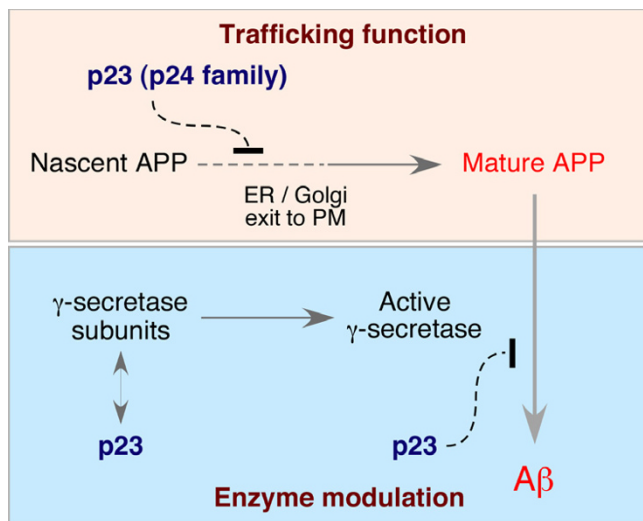 Trafficking function
p23 (p24 family)
Nascent APP
Mature APP
ER / Golgi
exit to PM
γ-secretase
subunits
Active
γ-secretase
p23
p23
Aβ
Enzyme modulation